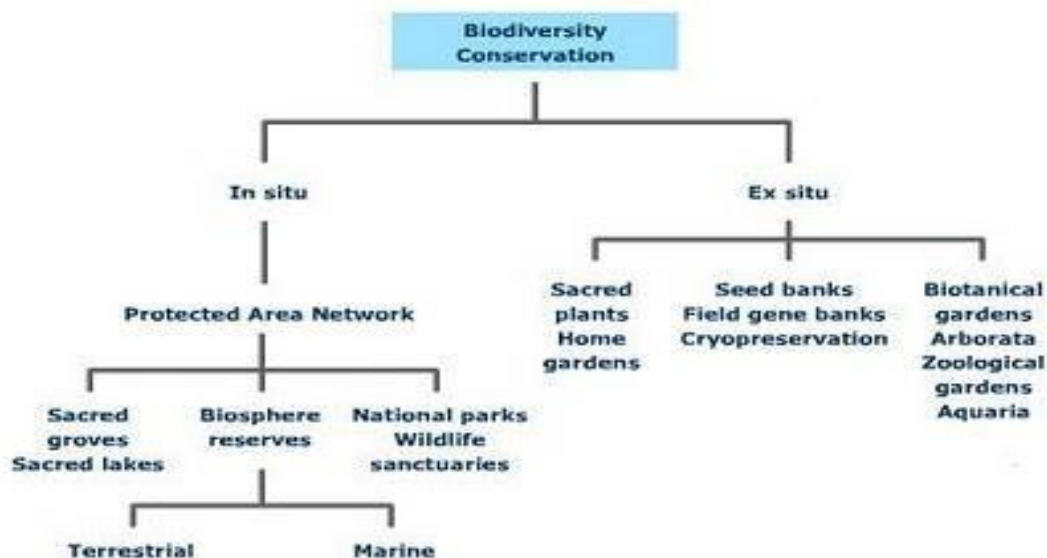 Biodiversity
Conservation
In situ
Ex situ
Protected Area Network
Sacred
plants
Home
gardens
Seed banks
Field gene banks
Cryopreservation
Biotanical
gardens
Arborata
Zoological
gardens
Aquaria
Sacred
groves
Sacred lakes
Biosphere
reserves
National parks
Wildlife
sanctuaries
Terrestrial
Marine